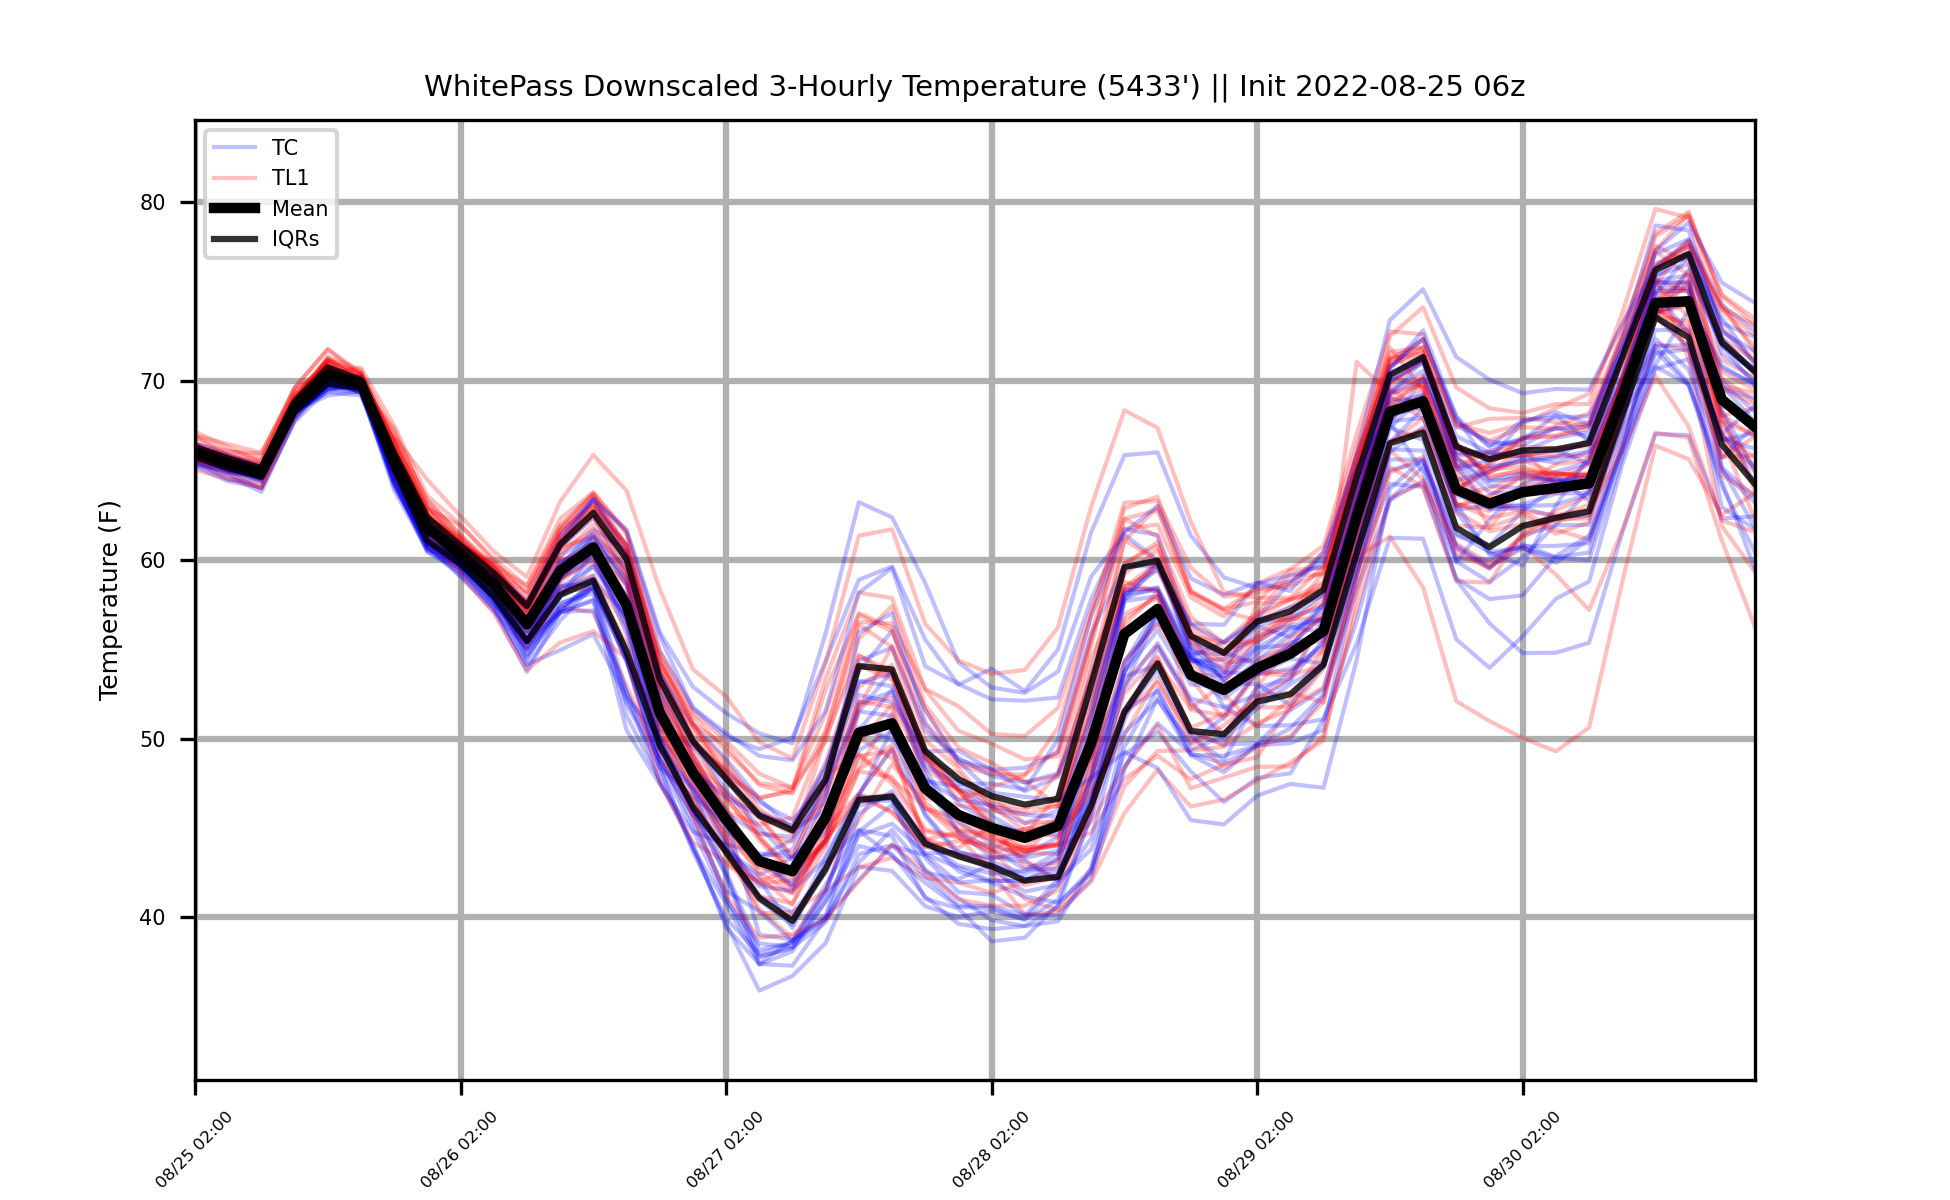 WhitePass Downscaled 3-Hourly Temperature (5433') || Init 2022-08-25 06z
TC
TL1
Mean
IQRs
Temperature (F)
80
70
60
50
40
08/25 02:00
08/26 02:00
08/27 02:00
08/28 02:00
08/29 02:00
08/30 02:00